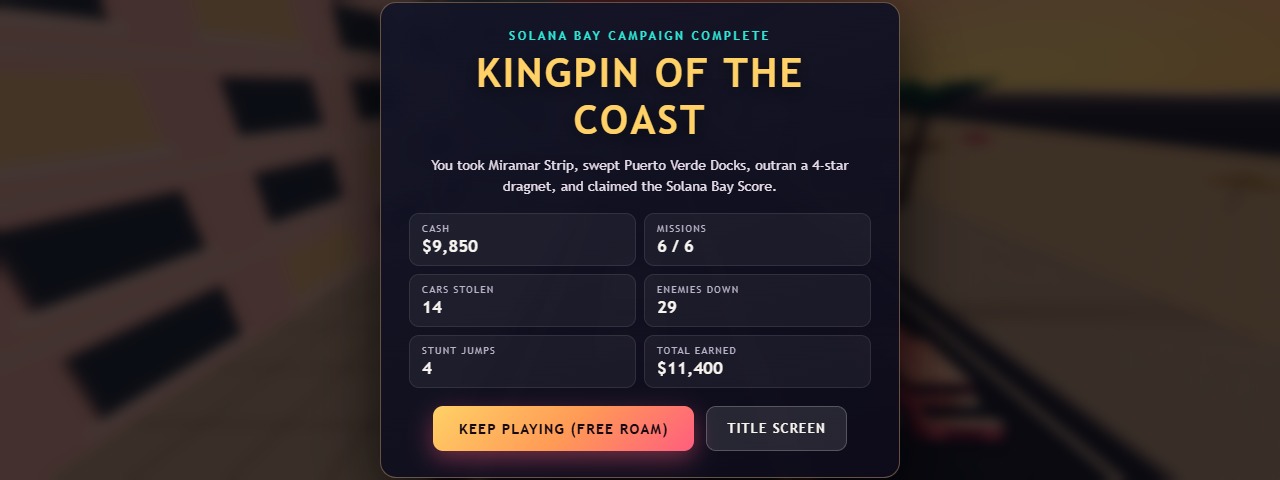 SOLANA BAY CAMPAIGN COMPLETE
KINGPIN OF THE
COAST
You took Miramar Strip, swept Puerto Verde Docks, outran a 4-star
dragnet, and claimed the Solana Bay Score.
CASH
$9,850
MISSIONS
6 / 6
CARS STOLEN
14
ENEMIES DOWN
29
STUNT JUMPS
4
TOTAL EARNED
$11,400
KEEP PLAYING (FREE ROAM)
TITLE SCREEN